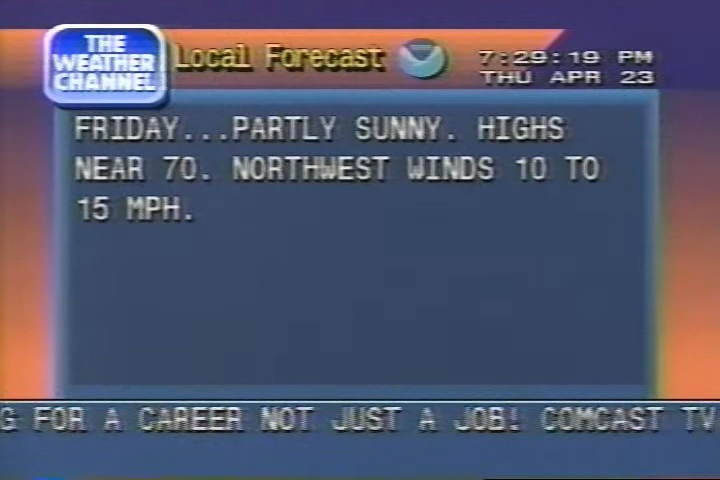 THE
WEATHER
CHANNEL
Local Forecast
7:29:19 PM
THU APR 23
FRIDAY...PARTLY SUNNY. HIGHS
NEAR 70. NORTHWEST WINDS 10 TO
15 MPH.
G FOR A CAREER NOT JUST A JOB! COMCAST TV